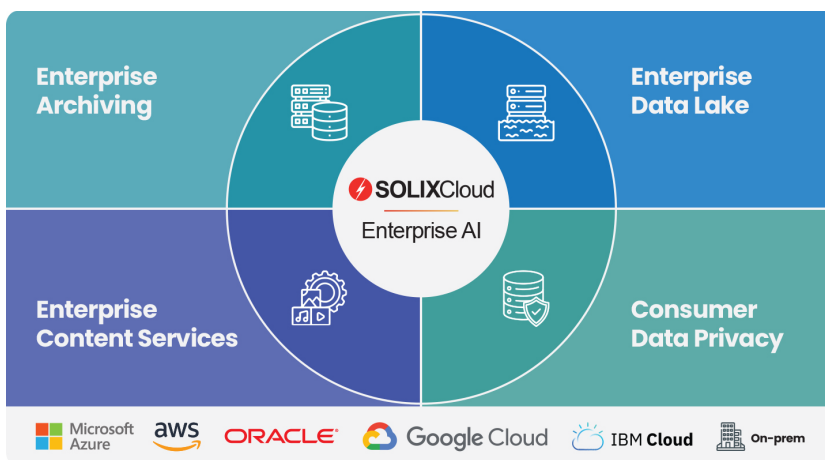 Enterprise
Archiving
Enterprise
Data Lake
SOLIXCloud
Enterprise AI
Enterprise
Content Services
Consumer
Data Privacy
Microsoft
Azure
aws
ORACLE
Google Cloud
IBM Cloud
On-prem